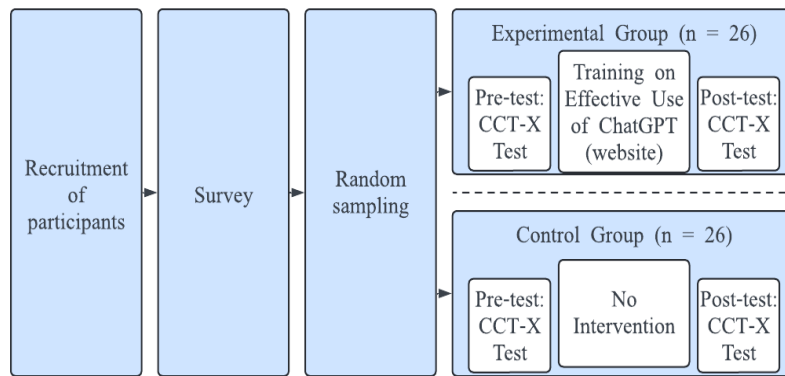 Recruitment
of
participants
Survey
Random
sampling
Experimental Group (n = 26)
Pre-test:
CCT-X
Test
Training on
Effective Use
of ChatGPT
(website)
Post-test:
CCT-X
Test
Control Group (n = 26)
Pre-test:
CCT-X
Test
No
Intervention
Post-test:
CCT-X
Test